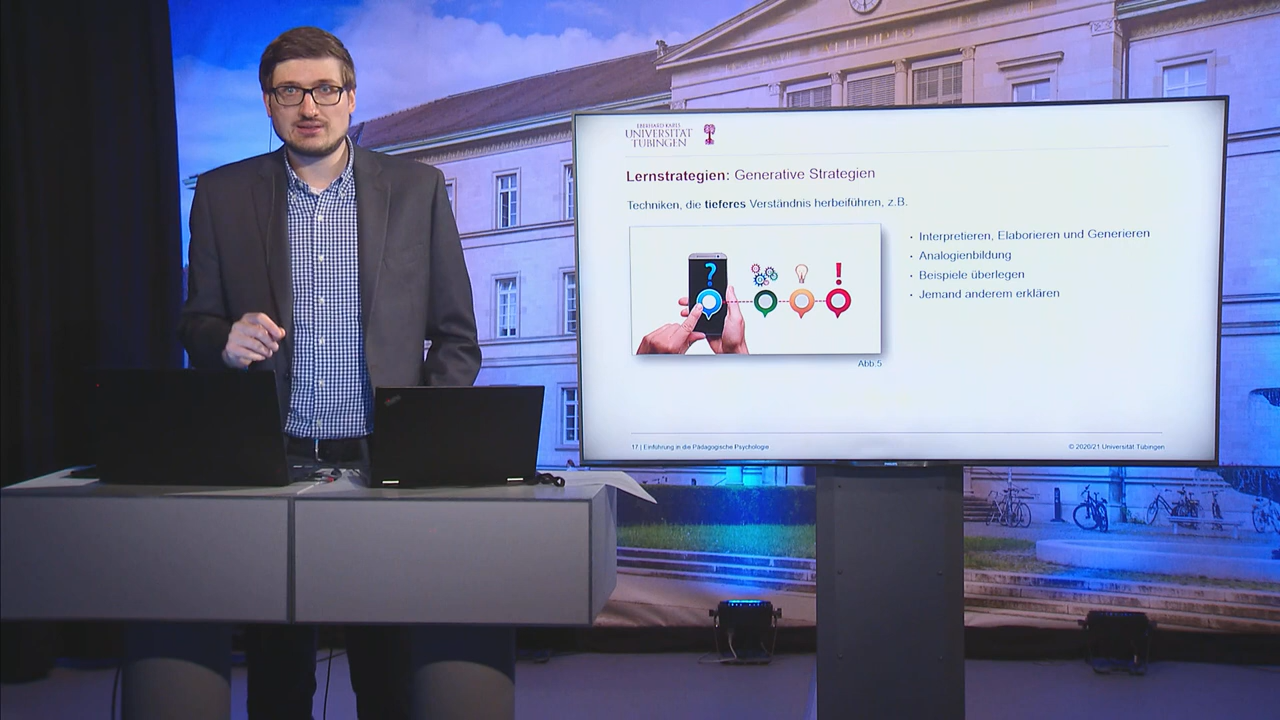 EBERHARD KARLS
UNIVERSITÄT
TÜBINGEN
Lernstrategien: Generative Strategien
Techniken, die tieferes Verständnis herbeiführen, z.B.
?
!
· Interpretieren, Elaborieren und Generieren
· Analogienbildung
· Beispiele überlegen
· Jemand anderem erklären
Abb.5
17 | Einführung in die Pädagogische Psychologie
© 2020/21 Universität Tübingen